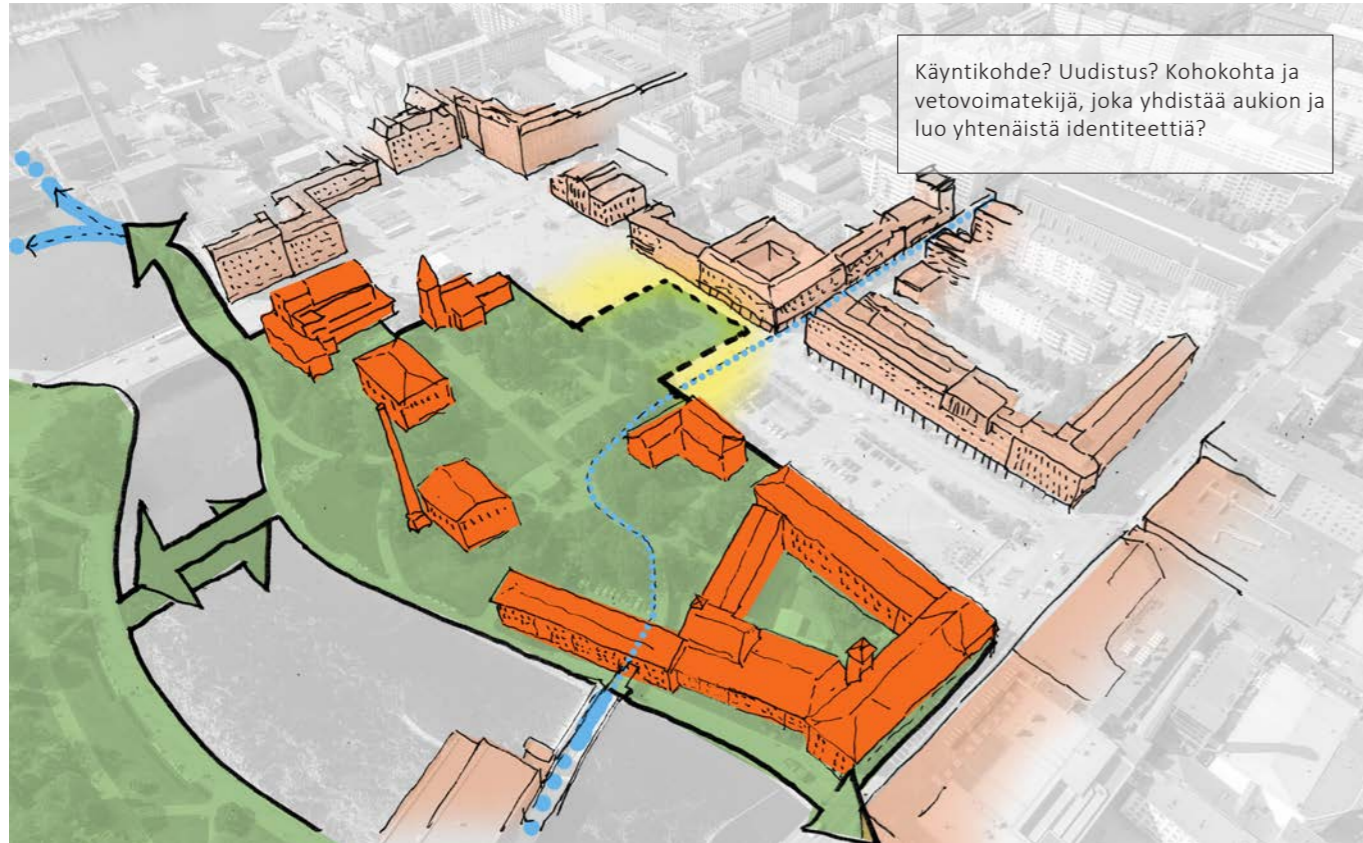 Käyntikohde? Uudistus? Kohokohta ja
vetovoimatekijä, joka yhdistää aukion ja
luo yhtenäistä identiteettiä?